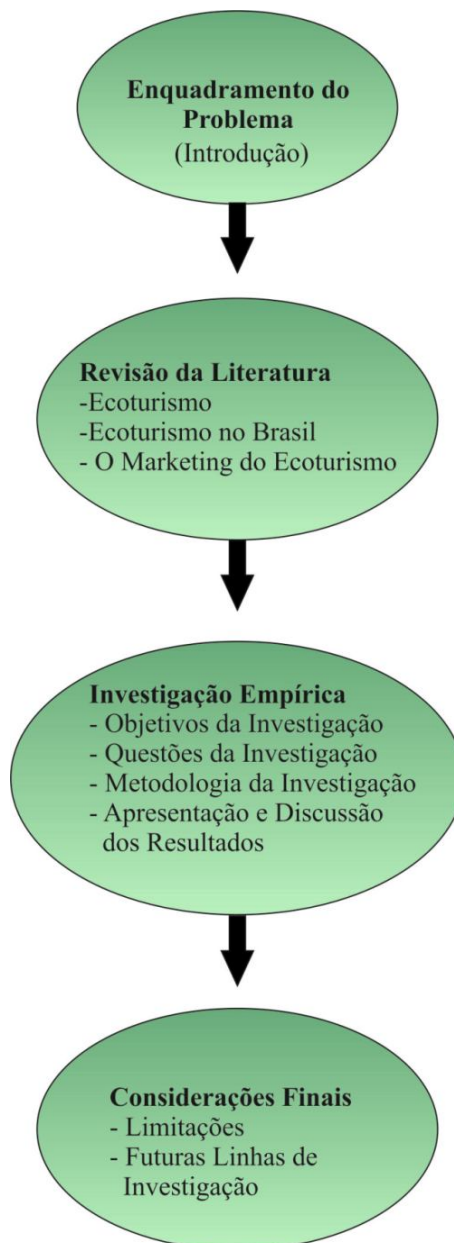 Enquadramento do
Problema
(Introdução)
Revisão da Literatura
-Ecoturismo
-Ecoturismo no Brasil
- O Marketing do Ecoturismo
Investigação Empírica
- Objetivos da Investigação
- Questões da Investigação
- Metodologia da Investigação
- Apresentação e Discussão
dos Resultados
Considerações Finais
- Limitações
- Futuras Linhas de
Investigação